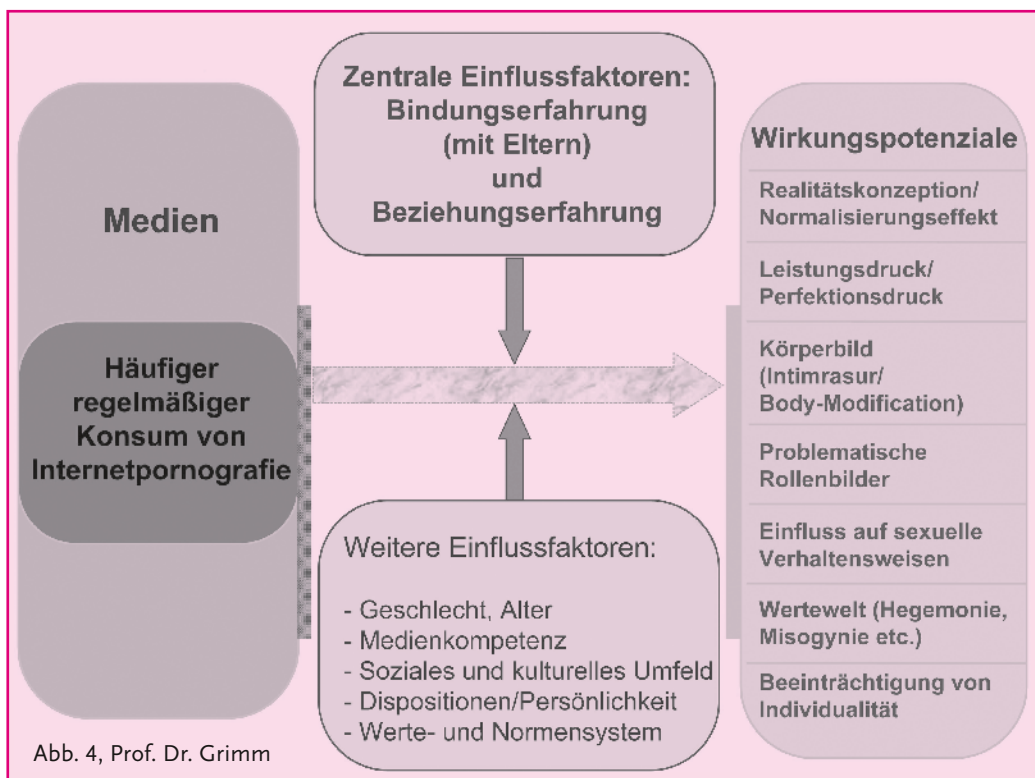 Medien
Häufiger
regelmäßiger
Konsum von
Internetpornografie
Zentrale Einflussfaktoren:
Bindungserfahrung
(mit Eltern)
und
Beziehungserfahrung
Weitere Einflussfaktoren:
- Geschlecht, Alter
- Medienkompetenz
- Soziales und kulturelles Umfeld
- Dispositionen/Persönlichkeit
- Werte- und Normensystem
Wirkungspotenziale
Realitätskonzeption/
Normalisierungseffekt
Leistungsdruck/
Perfektionsdruck
Körperbild
(Intimrasur/
Body-Modification)
Problematische
Rollenbilder
Einfluss auf sexuelle
Verhaltensweisen
Wertewelt (Hegemonie,
Misogynie etc.)
Beeinträchtigung von
Individualität
Abb. 4, Prof. Dr. Grimm